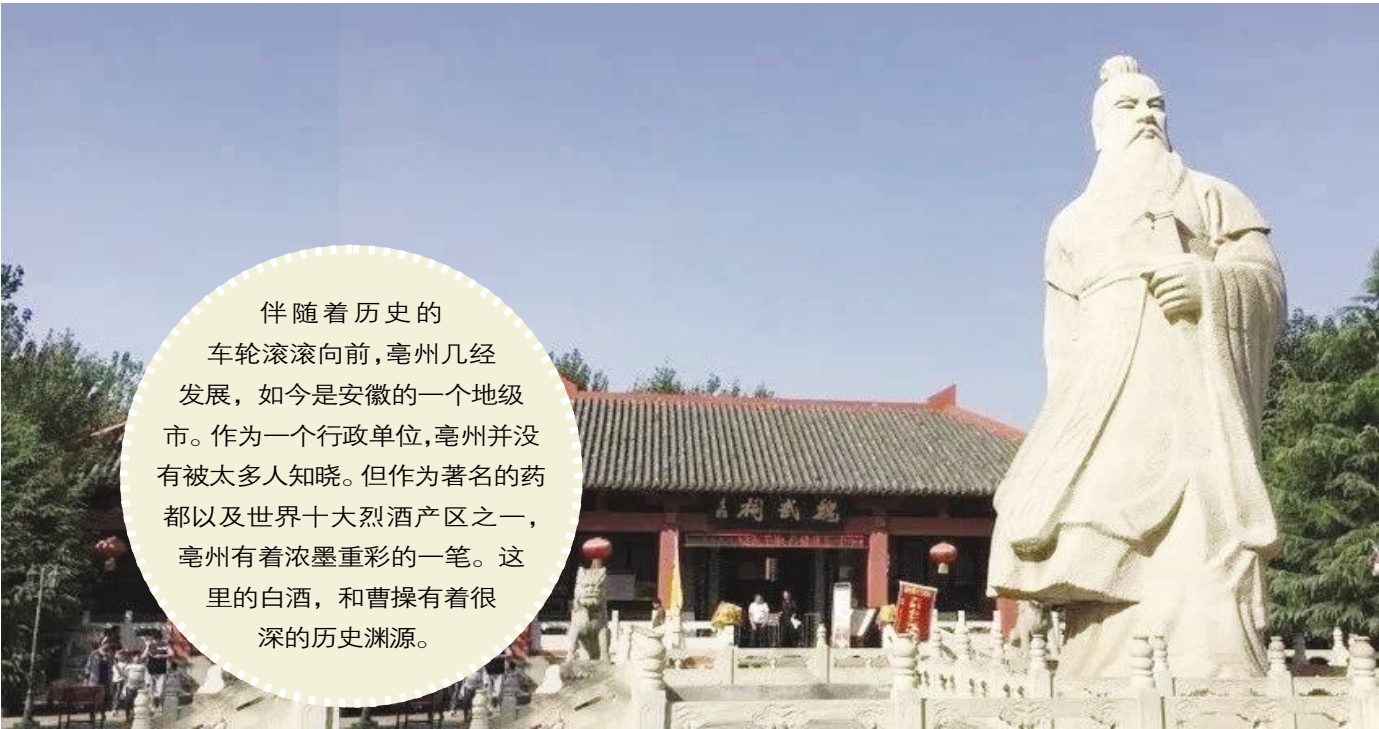 伴随着历史的
车轮滚滚向前，亳州几经
发展，如今是安徽的一个地级
市。作为一个行政单位，亳州并没
有被太多人知晓。但作为著名的药
都以及世界十大烈酒产区之一，
亳州有着浓墨重彩的一笔。这
里的白酒，和曹操有着很
深的历史渊源。
魏武祠